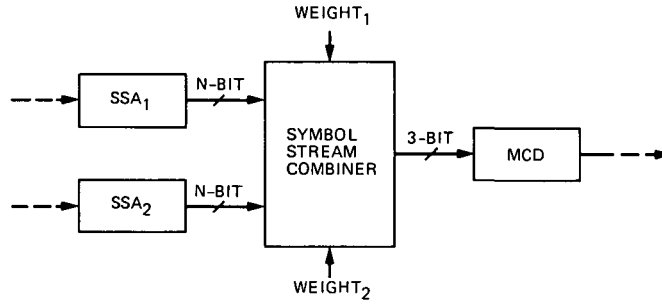 WEIGHT1
SSA1
N-BIT
SYMBOL
STREAM
COMBINER
3-BIT
MCD
SSA2
N-BIT
WEIGHT2